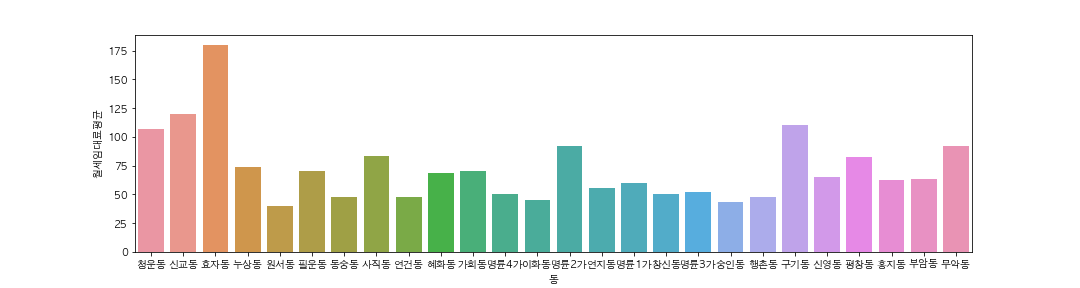 175
150
125
100
75
50
25
0
월세임대료평균
청운동 신교동 효자동 누상동 원서동 필운동 동숭동 사직동 연건동 혜화동 가회동 명륜4가 이화동 명륜2가 연지동 명륜1가 창신동 명륜3가 숭인동 행촌동 구기동 신영동 평창동 홍지동 부암동 무악동
동